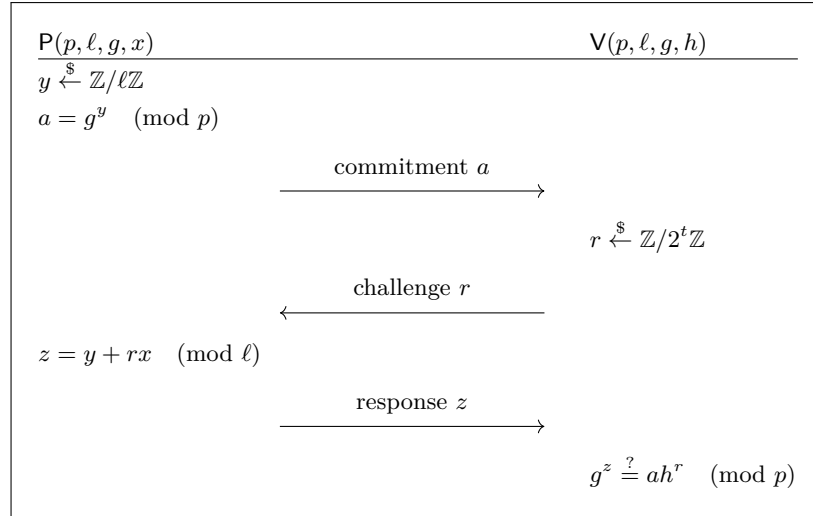 P(p, ℓ, g, x) V(p, ℓ, g, h)
y ←$ ℤ/ℓℤ
a = g^y (mod p)
commitment a
r ←$ ℤ/2^tℤ
challenge r
z = y + rx (mod ℓ)
response z
g^z ≟ ah^r (mod p)